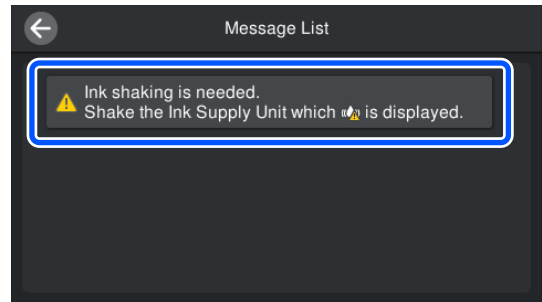 Message List
Ink shaking is needed.
Shake the Ink Supply Unit which is displayed.